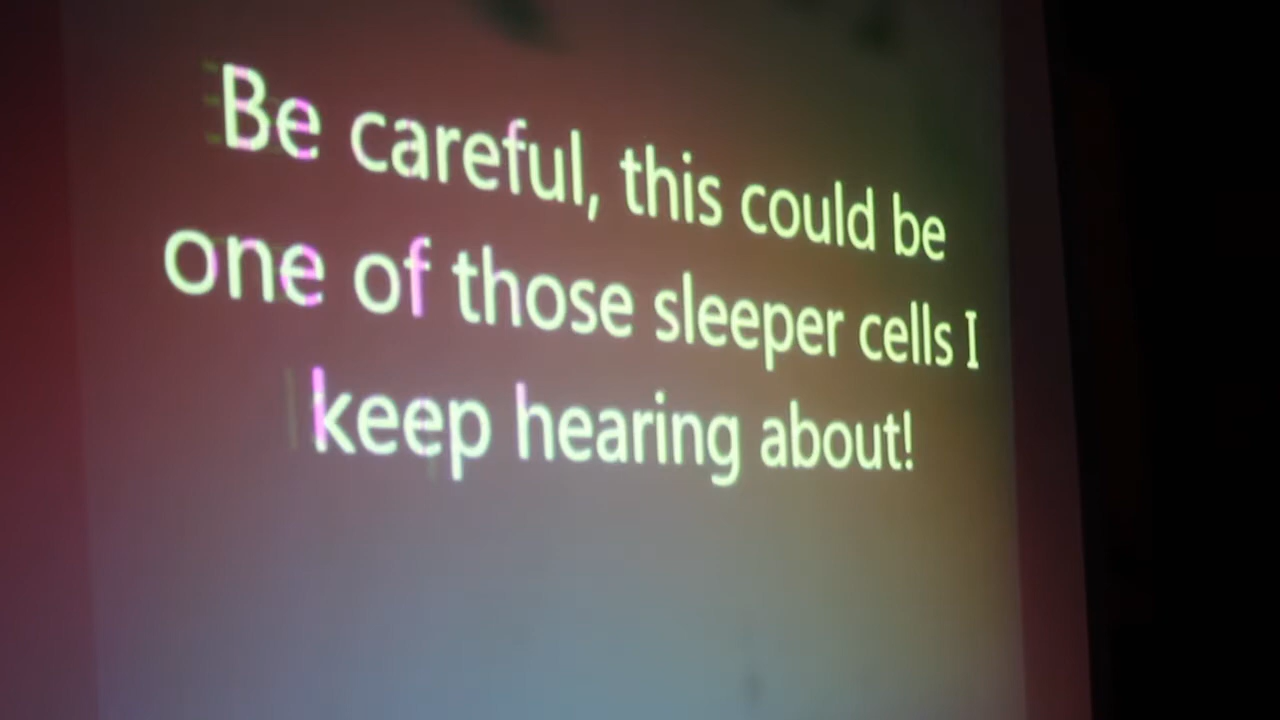 Be careful, this could be
one of those sleeper cells I
keep hearing about!